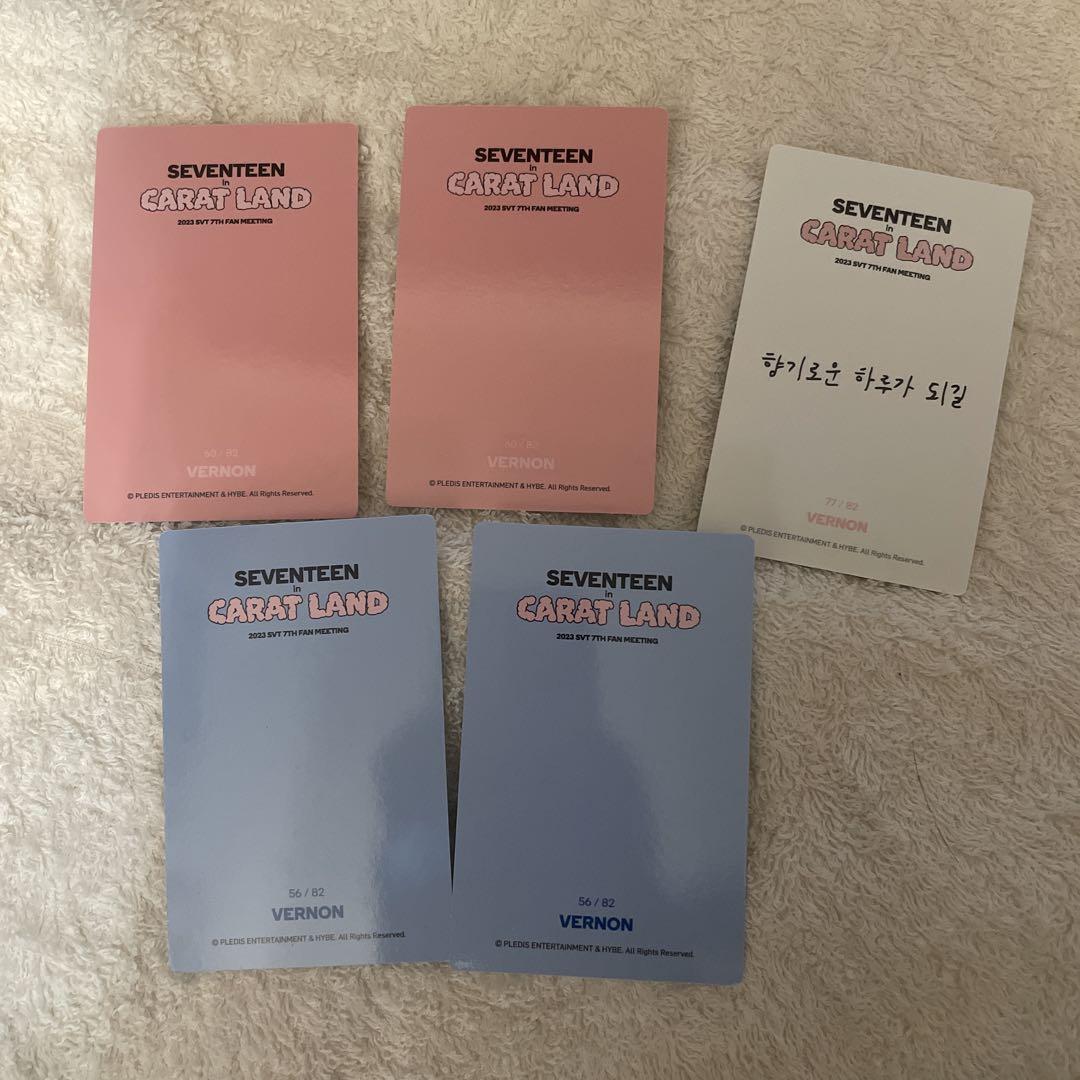 SEVENTEEN
in
CARAT LAND
2023 SVT 7TH FAN MEETING
60 / 82
VERNON
© PLEDIS ENTERTAINMENT & HYBE. All Rights Reserved.
SEVENTEEN
in
CARAT LAND
2023 SVT 7TH FAN MEETING
60 / 82
VERNON
© PLEDIS ENTERTAINMENT & HYBE. All Rights Reserved.
SEVENTEEN
in
CARAT LAND
2023 SVT 7TH FAN MEETING
향기로운 하루가 되길
77 / 82
VERNON
© PLEDIS ENTERTAINMENT & HYBE. All Rights Reserved.
SEVENTEEN
in
CARAT LAND
2023 SVT 7TH FAN MEETING
56 / 82
VERNON
© PLEDIS ENTERTAINMENT & HYBE. All Rights Reserved.
SEVENTEEN
in
CARAT LAND
2023 SVT 7TH FAN MEETING
56 / 82
VERNON
© PLEDIS ENTERTAINMENT & HYBE. All Rights Reserved.